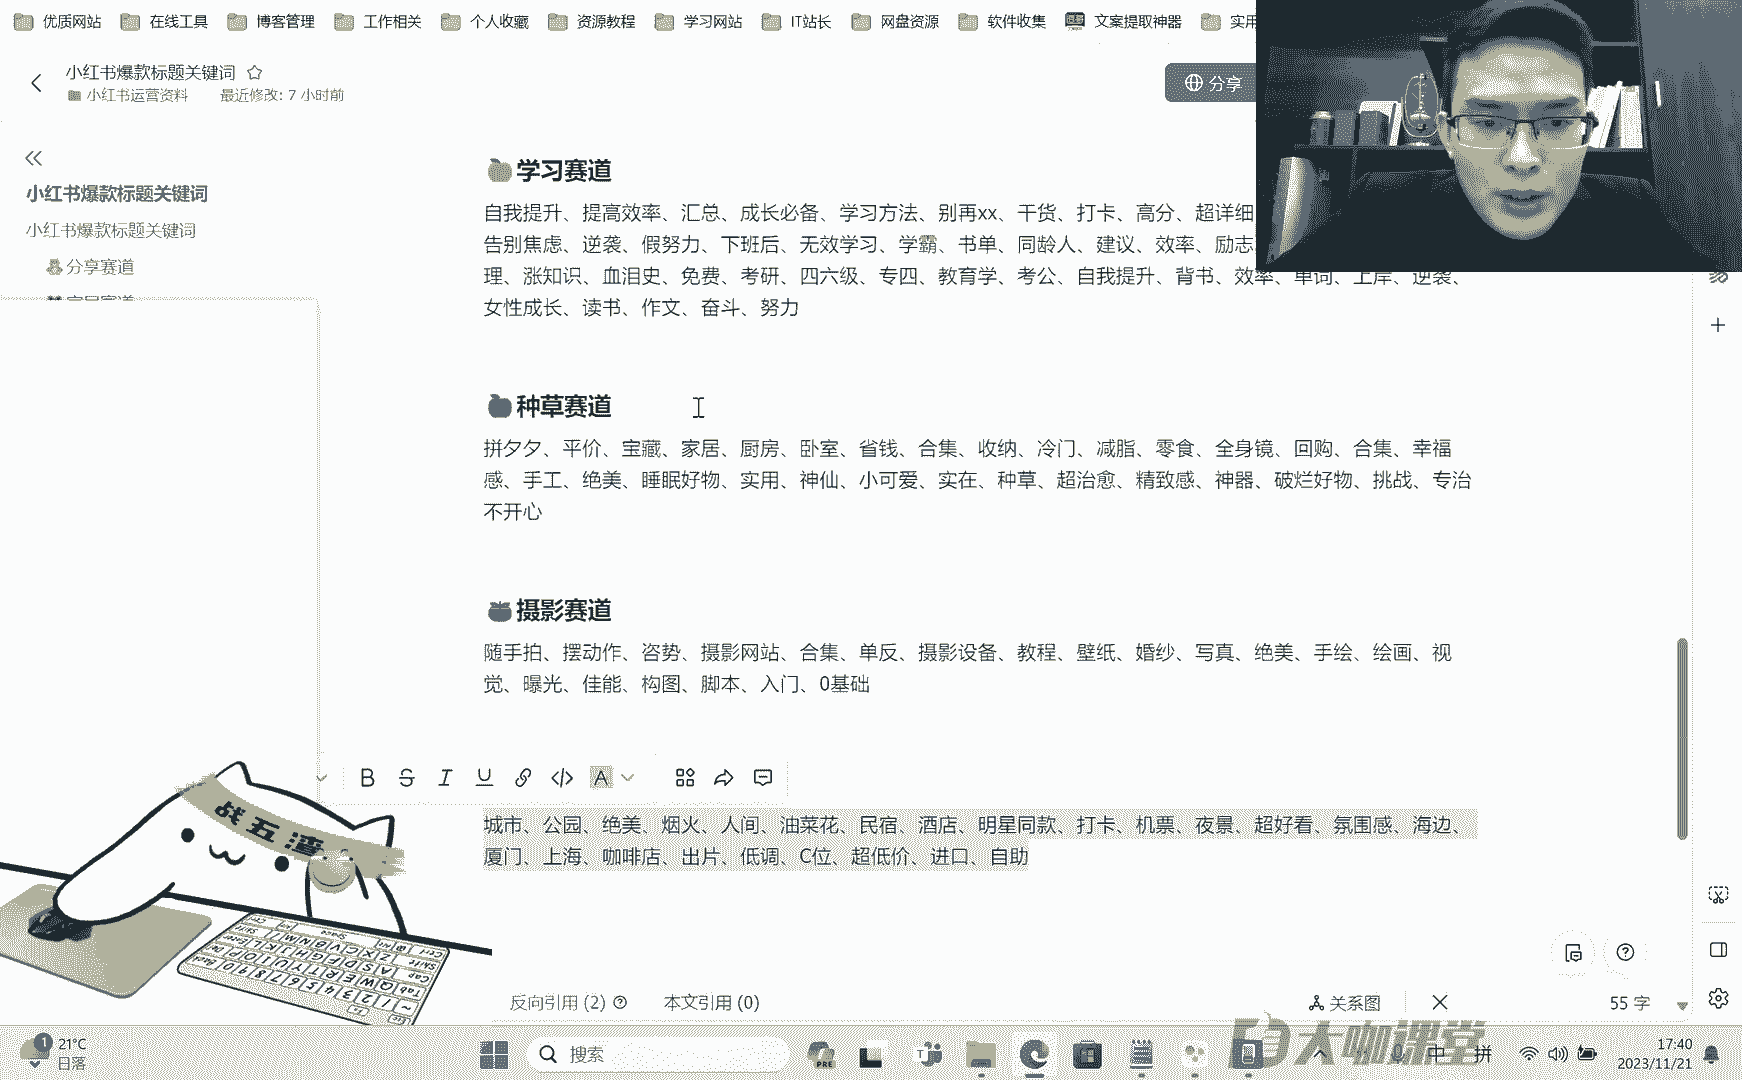 优质网站 在线工具 博客管理 工作相关 个人收藏 资源教程 学习网站 IT站长 网盘资源 软件收集 文案提取神器 实用
小红书爆款标题关键词
小红书运营资料 最近修改: 7 小时前
分享
小红书爆款标题关键词
小红书爆款标题关键词
分享赛道
学习赛道
自我提升、提高效率、汇总、成长必备、学习方法、别再xx、干货、打卡、高分、超详细
告别焦虑、逆袭、假努力、下班后、无效学习、学霸、书单、同龄人、建议、效率、励志
理、涨知识、血泪史、免费、考研、四六级、专四、教育学、考公、自我提升、背书、效率、单词、上岸、逆袭、
女性成长、读书、作文、奋斗、努力
种草赛道
拼夕夕、平价、宝藏、家居、厨房、卧室、省钱、合集、收纳、冷门、减脂、零食、全身镜、回购、合集、幸福
感、手工、绝美、睡眠好物、实用、神仙、小可爱、实在、种草、超治愈、精致感、神器、破烂好物、挑战、专治
不开心
摄影赛道
随手拍、摆动作、咨势、摄影网站、合集、单反、摄影设备、教程、壁纸、婚纱、写真、绝美、手绘、绘画、视
觉、曝光、佳能、构图、脚本、入门、0基础
B S I U A
城市、公园、绝美、烟火、人间、油菜花、民宿、酒店、明星同款、打卡、机票、夜景、超好看、氛围感、海边、
厦门、上海、咖啡店、出片、低调、C位、超低价、进口、自助
战五渣
反向引用 (2) 本文引用 (0) 关系图 55 字
大咖课堂
1 21°C
日落
搜索
PRE
中 拼
17:40
2023/11/21